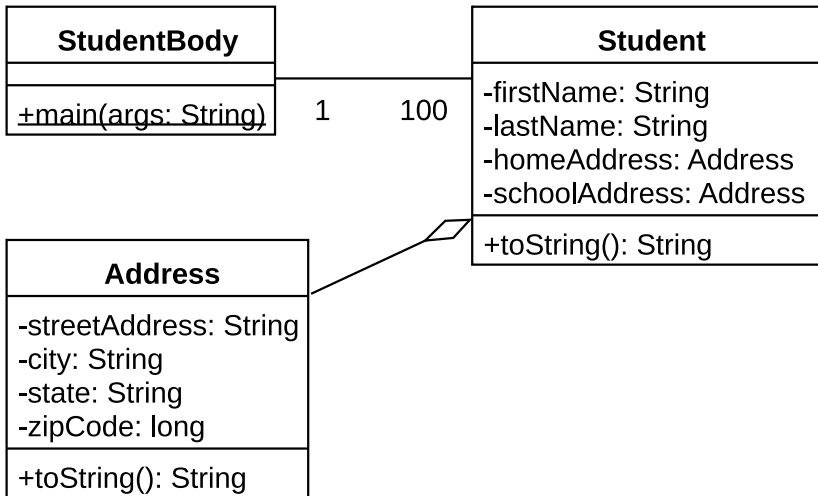 StudentBody
+main(args: String)
1
100
Student
-firstName: String
-lastName: String
-homeAddress: Address
-schoolAddress: Address
+toString(): String
Address
-streetAddress: String
-city: String
-state: String
-zipCode: long
+toString(): String